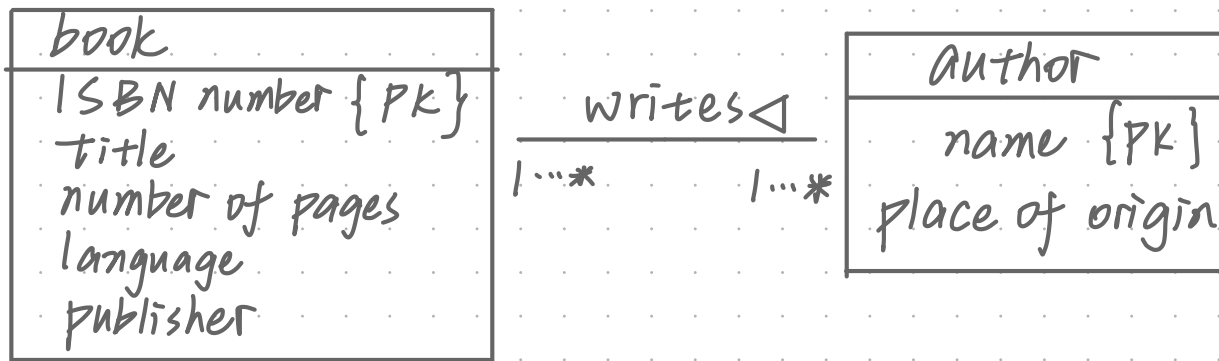 book
ISBN number {PK}
title
number of pages
language
publisher
writes
1...*
1...*
author
name {PK}
place of origin